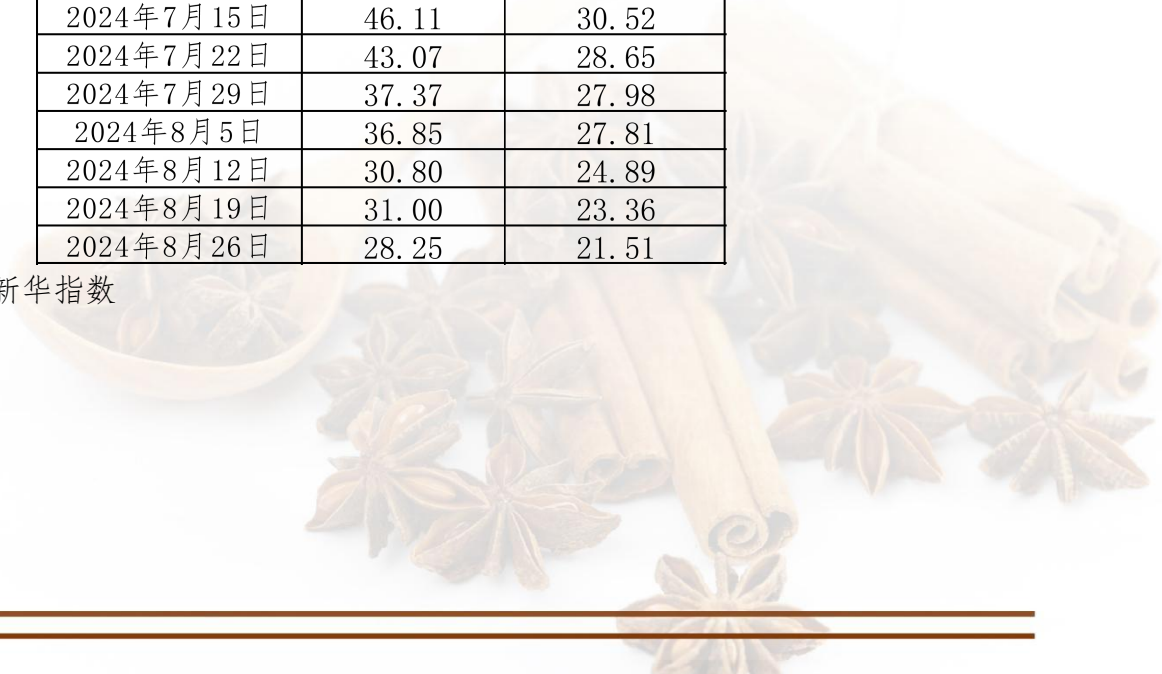 2024年7月15日 46.11 30.52
2024年7月22日 43.07 28.65
2024年7月29日 37.37 27.98
2024年8月5日 36.85 27.81
2024年8月12日 30.80 24.89
2024年8月19日 31.00 23.36
2024年8月26日 28.25 21.51
新华指数